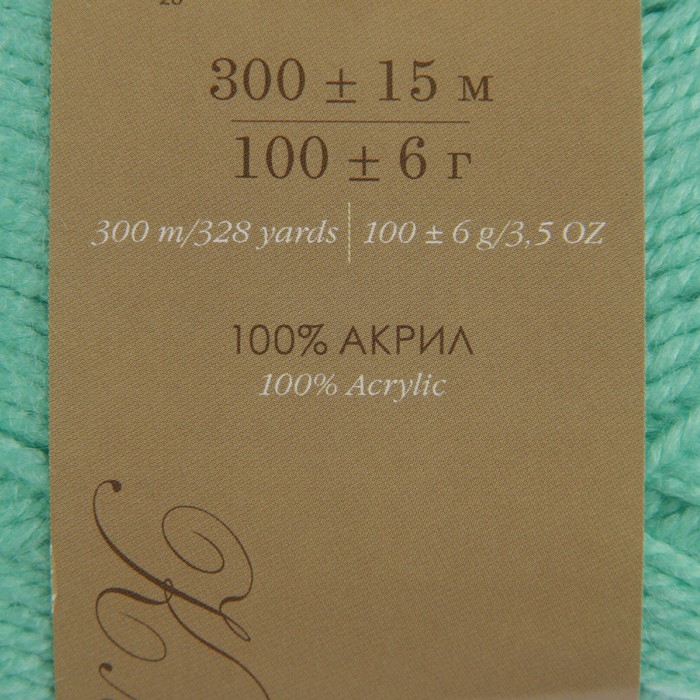 300 ± 15 м
100 ± 6 г
300 m/328 yards | 100 ± 6 g/3,5 OZ
100% АКРИЛ
100% Acrylic